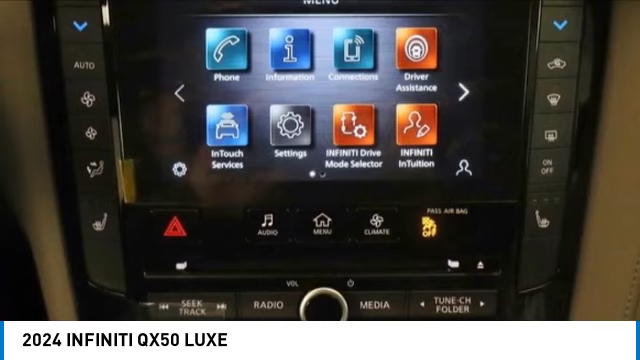 MENU
Phone
Information
Connections
Driver
Assistance
InTouch
Services
Settings
INFINITI Drive
Mode Selector
INFINITI
InTuition
AUTO
ON
OFF
AUDIO
MENU
CLIMATE
PASS AIR BAG
OFF
VOL
SEEK
TRACK
RADIO
MEDIA
TUNE·CH
FOLDER
2024 INFINITI QX50 LUXE